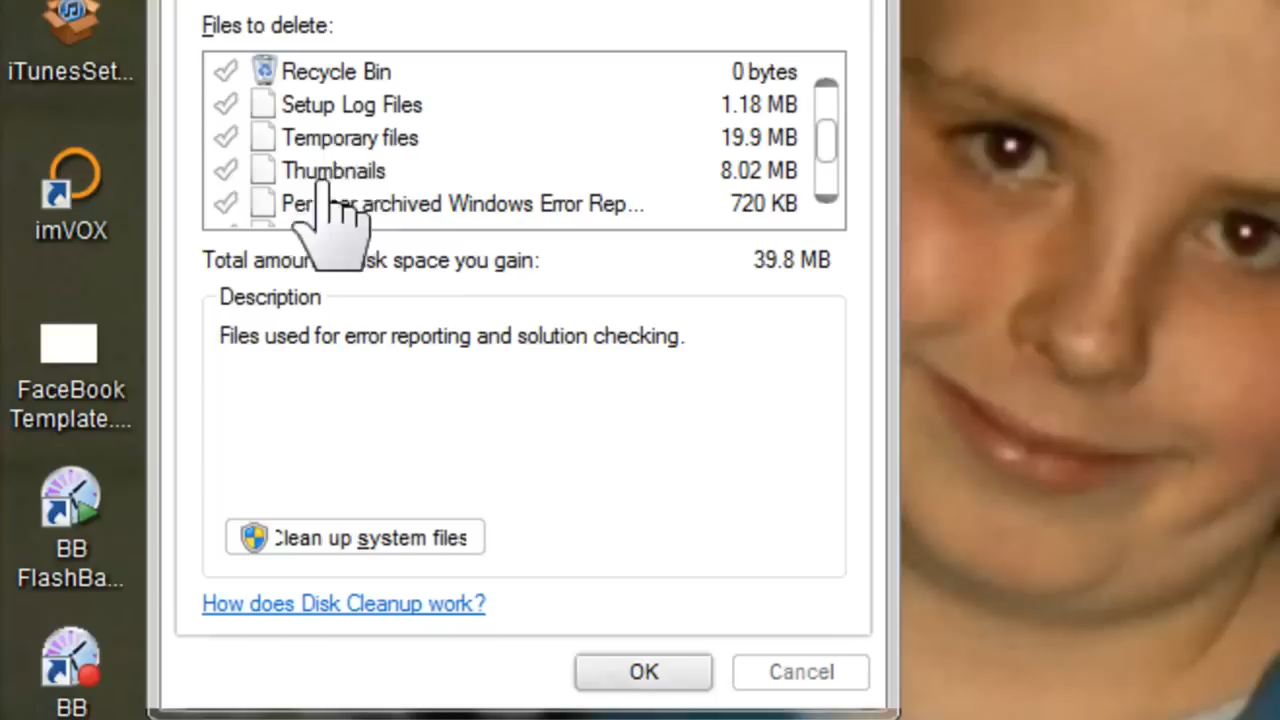 iTunesSet...
imVOX
FaceBook
Template....
BB
FlashBa...
BB
Files to delete:
Recycle Bin 0 bytes
Setup Log Files 1.18 MB
Temporary files 19.9 MB
Thumbnails 8.02 MB
archived Windows Error Rep... 720 KB
Total space you gain: 39.8 MB
Description
Files used for error reporting and solution checking.
Clean up system files
How does Disk Cleanup work?
OK
Cancel